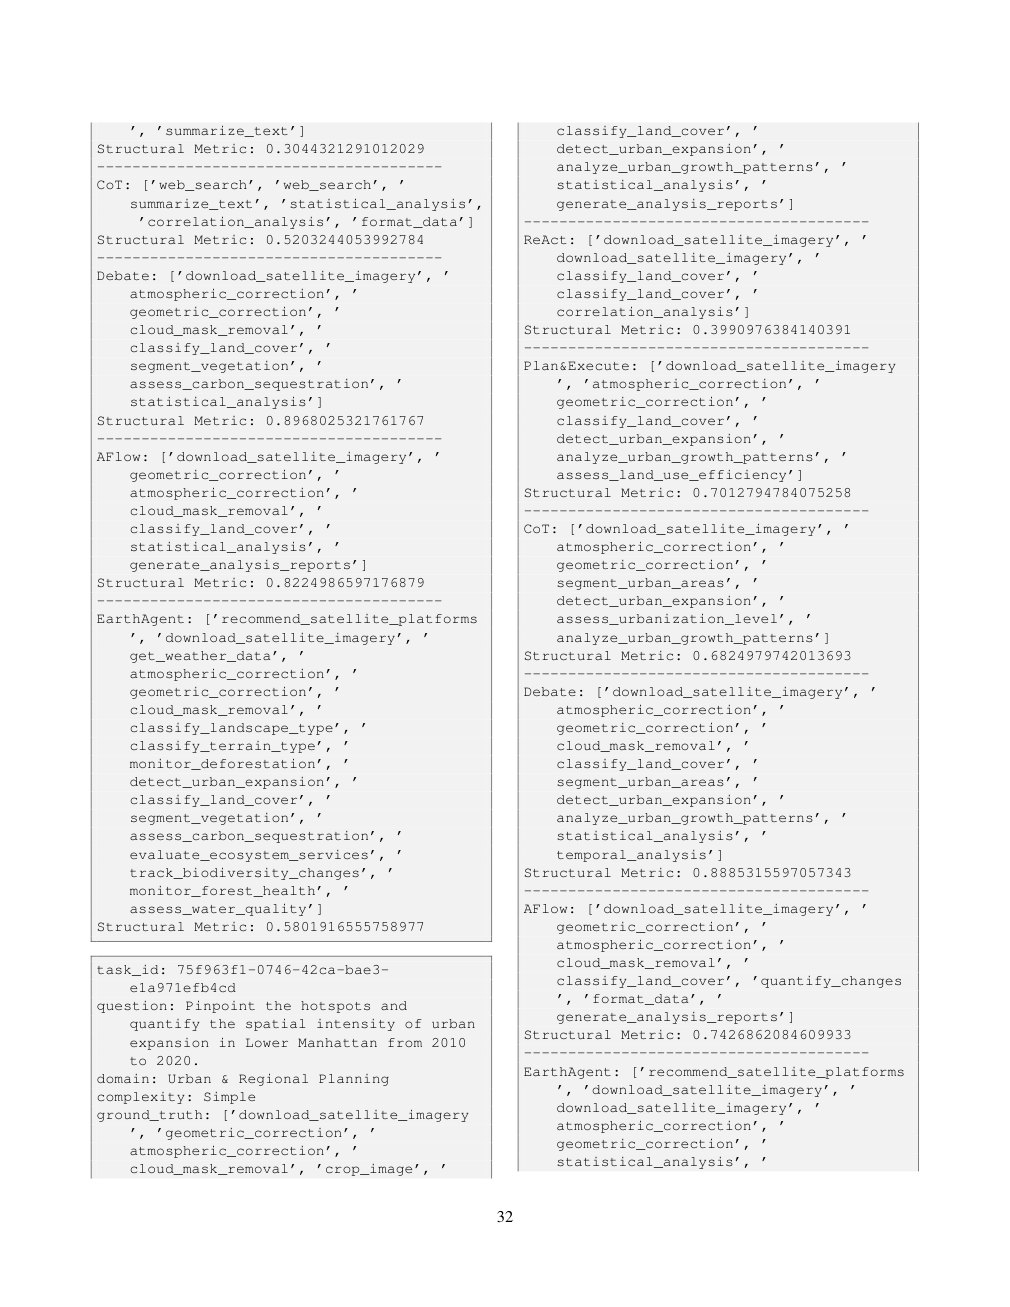 ’, ’summarize_text’]
Structural Metric: 0.3044321291012029
---------------------------------------
CoT: [’web_search’, ’web_search’, ’
summarize_text’, ’statistical_analysis’,
’correlation_analysis’, ’format_data’]
Structural Metric: 0.5203244053992784
---------------------------------------
Debate: [’download_satellite_imagery’, ’
atmospheric_correction’, ’
geometric_correction’, ’
cloud_mask_removal’, ’
classify_land_cover’, ’
segment_vegetation’, ’
assess_carbon_sequestration’, ’
statistical_analysis’]
Structural Metric: 0.8968025321761767
---------------------------------------
AFlow: [’download_satellite_imagery’, ’
geometric_correction’, ’
atmospheric_correction’, ’
cloud_mask_removal’, ’
classify_land_cover’, ’
statistical_analysis’, ’
generate_analysis_reports’]
Structural Metric: 0.8224986597176879
---------------------------------------
EarthAgent: [’recommend_satellite_platforms
’, ’download_satellite_imagery’, ’
get_weather_data’, ’
atmospheric_correction’, ’
geometric_correction’, ’
cloud_mask_removal’, ’
classify_landscape_type’, ’
classify_terrain_type’, ’
monitor_deforestation’, ’
detect_urban_expansion’, ’
classify_land_cover’, ’
segment_vegetation’, ’
assess_carbon_sequestration’, ’
evaluate_ecosystem_services’, ’
track_biodiversity_changes’, ’
monitor_forest_health’, ’
assess_water_quality’]
Structural Metric: 0.5801916555758977
task_id: 75f963f1-0746-42ca-bae3-
e1a971efb4cd
question: Pinpoint the hotspots and
quantify the spatial intensity of urban
expansion in Lower Manhattan from 2010
to 2020.
domain: Urban & Regional Planning
complexity: Simple
ground_truth: [’download_satellite_imagery
’, ’geometric_correction’, ’
atmospheric_correction’, ’
cloud_mask_removal’, ’crop_image’, ’
classify_land_cover’, ’
detect_urban_expansion’, ’
analyze_urban_growth_patterns’, ’
statistical_analysis’, ’
generate_analysis_reports’]
---------------------------------------
ReAct: [’download_satellite_imagery’, ’
download_satellite_imagery’, ’
classify_land_cover’, ’
classify_land_cover’, ’
correlation_analysis’]
Structural Metric: 0.3990976384140391
---------------------------------------
Plan&Execute: [’download_satellite_imagery
’, ’atmospheric_correction’, ’
geometric_correction’, ’
classify_land_cover’, ’
detect_urban_expansion’, ’
analyze_urban_growth_patterns’, ’
assess_land_use_efficiency’]
Structural Metric: 0.7012794784075258
---------------------------------------
CoT: [’download_satellite_imagery’, ’
atmospheric_correction’, ’
geometric_correction’, ’
segment_urban_areas’, ’
detect_urban_expansion’, ’
assess_urbanization_level’, ’
analyze_urban_growth_patterns’]
Structural Metric: 0.6824979742013693
---------------------------------------
Debate: [’download_satellite_imagery’, ’
atmospheric_correction’, ’
geometric_correction’, ’
cloud_mask_removal’, ’
classify_land_cover’, ’
segment_urban_areas’, ’
detect_urban_expansion’, ’
analyze_urban_growth_patterns’, ’
statistical_analysis’, ’
temporal_analysis’]
Structural Metric: 0.8885315597057343
---------------------------------------
AFlow: [’download_satellite_imagery’, ’
geometric_correction’, ’
atmospheric_correction’, ’
cloud_mask_removal’, ’
classify_land_cover’, ’quantify_changes
’, ’format_data’, ’
generate_analysis_reports’]
Structural Metric: 0.7426862084609933
---------------------------------------
EarthAgent: [’recommend_satellite_platforms
’, ’download_satellite_imagery’, ’
download_satellite_imagery’, ’
atmospheric_correction’, ’
geometric_correction’, ’
statistical_analysis’, ’
32